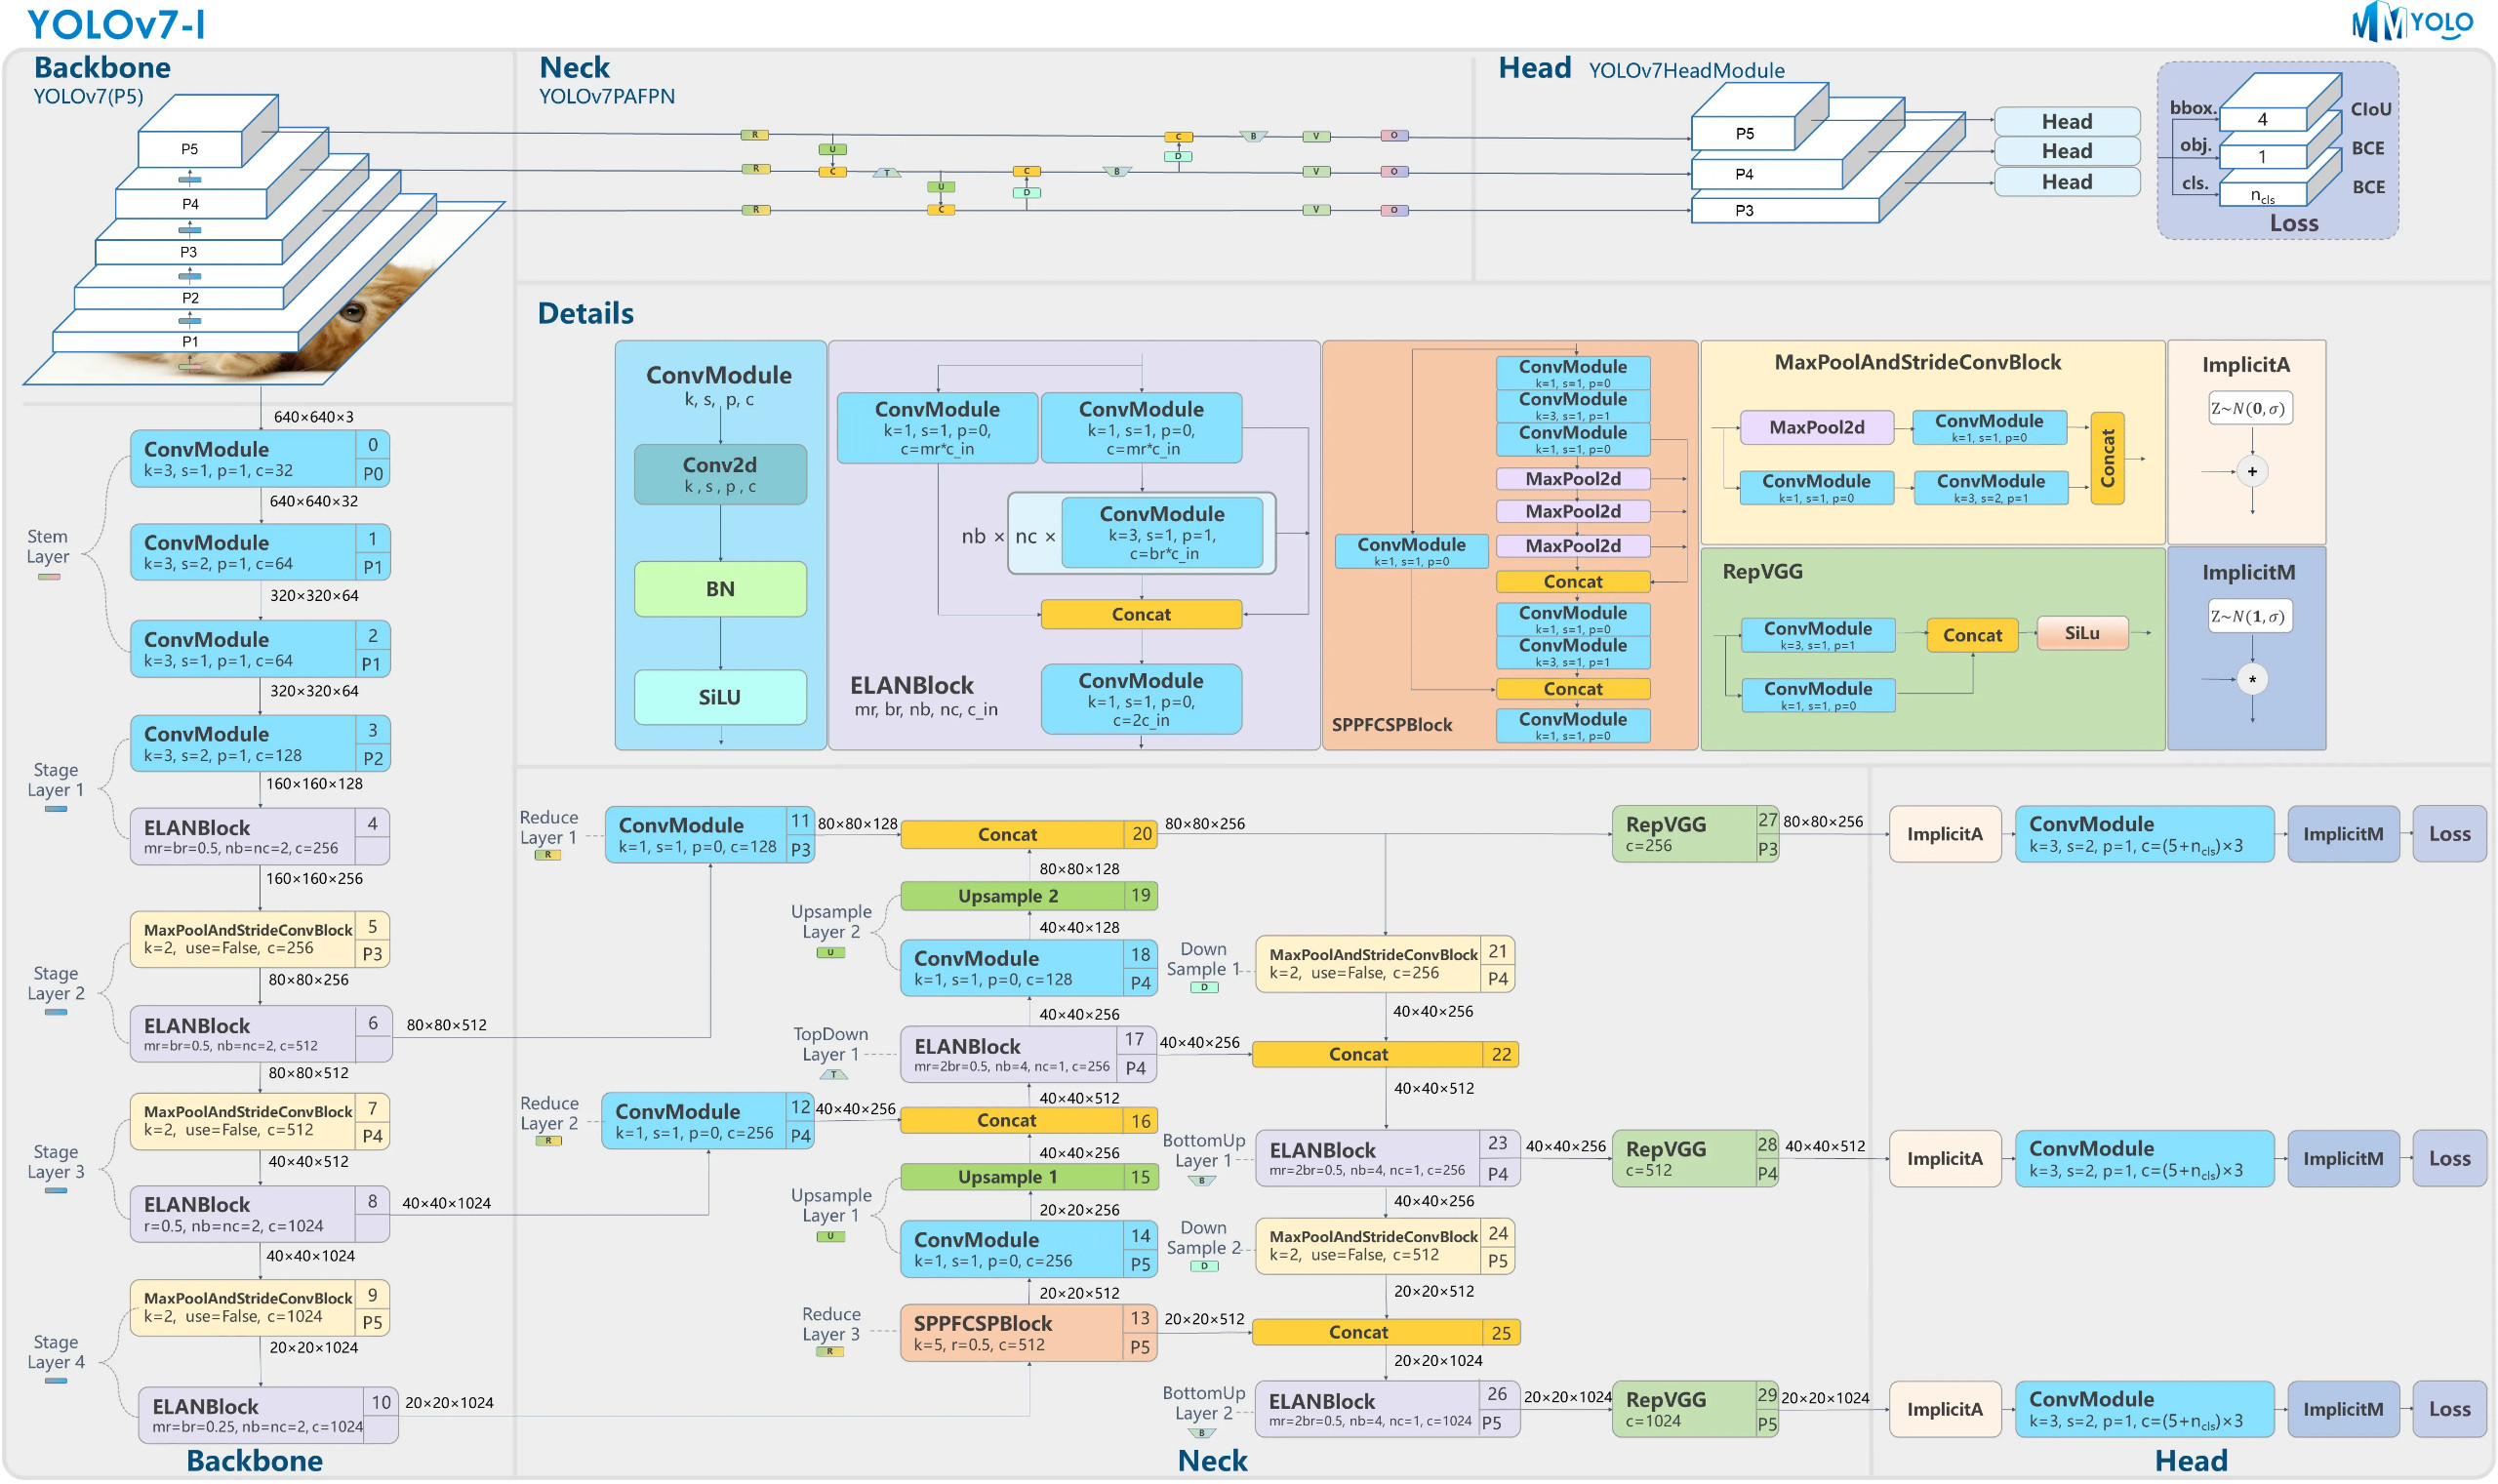 YOLOv7-l
MMYOLO
Backbone
YOLOv7(P5)
P5
P4
P3
P2
P1
Neck
YOLOv7PAFPN
R
U
C
D
B
V
O
R
C
T
U
C
D
B
V
O
R
C
V
O
Head YOLOv7HeadModule
P5
P4
P3
Head
Head
Head
bbox.
4
CIoU
obj.
1
BCE
cls.
n_cls
BCE
Loss
Details
ConvModule
k, s, p, c
Conv2d
k , s , p , c
BN
SiLU
ConvModule
k=1, s=1, p=0,
c=mr*c_in
ConvModule
k=1, s=1, p=0,
c=mr*c_in
nb × nc ×
ConvModule
k=3, s=1, p=1,
c=br*c_in
Concat
ConvModule
k=1, s=1, p=0,
c=2c_in
ELANBlock
mr, br, nb, nc, c_in
ConvModule
k=1, s=1, p=0
ConvModule
k=3, s=1, p=1
ConvModule
k=1, s=1, p=0
MaxPool2d
MaxPool2d
MaxPool2d
ConvModule
k=1, s=1, p=0
Concat
ConvModule
k=1, s=1, p=0
ConvModule
k=3, s=1, p=1
Concat
ConvModule
k=1, s=1, p=0
SPPFCSPBlock
MaxPoolAndStrideConvBlock
MaxPool2d
ConvModule
k=1, s=1, p=0
ConvModule
k=1, s=1, p=0
ConvModule
k=3, s=2, p=1
Concat
RepVGG
ConvModule
k=3, s=1, p=1
ConvModule
k=1, s=1, p=0
Concat
SiLu
ImplicitA
Z~N(0, σ)
+
ImplicitM
Z~N(1, σ)
*
640×640×3
ConvModule 0
k=3, s=1, p=1, c=32 P0
640×640×32
Stem
Layer
ConvModule 1
k=3, s=2, p=1, c=64 P1
320×320×64
ConvModule 2
k=3, s=1, p=1, c=64 P1
320×320×64
Stage
Layer 1
ConvModule 3
k=3, s=2, p=1, c=128 P2
160×160×128
ELANBlock 4
mr=br=0.5, nb=nc=2, c=256
160×160×256
Stage
Layer 2
MaxPoolAndStrideConvBlock 5
k=2, use=False, c=256 P3
80×80×256
ELANBlock 6
mr=br=0.5, nb=nc=2, c=512
80×80×512
80×80×512
Stage
Layer 3
MaxPoolAndStrideConvBlock 7
k=2, use=False, c=512 P4
40×40×512
ELANBlock 8
r=0.5, nb=nc=2, c=1024
40×40×1024
40×40×1024
Stage
Layer 4
MaxPoolAndStrideConvBlock 9
k=2, use=False, c=1024 P5
20×20×1024
ELANBlock 10
mr=br=0.25, nb=nc=2, c=1024
20×20×1024
Backbone
Reduce
Layer 1
R
ConvModule 11
k=1, s=1, p=0, c=128 P3
80×80×128
Concat 20
80×80×256
80×80×128
Upsample
Layer 2
U
Upsample 2 19
40×40×128
ConvModule 18
k=1, s=1, p=0, c=128 P4
40×40×256
TopDown
Layer 1
T
ELANBlock 17
mr=2br=0.5, nb=4, nc=1, c=256 P4
40×40×256
40×40×512
Reduce
Layer 2
R
ConvModule 12
k=1, s=1, p=0, c=256 P4
40×40×256
Concat 16
40×40×256
Upsample
Layer 1
U
Upsample 1 15
20×20×256
ConvModule 14
k=1, s=1, p=0, c=256 P5
20×20×512
Reduce
Layer 3
R
SPPFCSPBlock 13
k=5, r=0.5, c=512 P5
20×20×512
Down
Sample 1
D
MaxPoolAndStrideConvBlock 21
k=2, use=False, c=256 P4
40×40×256
Concat 22
40×40×512
BottomUp
Layer 1
B
ELANBlock 23
mr=2br=0.5, nb=4, nc=1, c=256 P4
40×40×256
40×40×256
Down
Sample 2
D
MaxPoolAndStrideConvBlock 24
k=2, use=False, c=512 P5
20×20×512
Concat 25
20×20×1024
BottomUp
Layer 2
B
ELANBlock 26
mr=2br=0.5, nb=4, nc=1, c=1024 P5
20×20×1024
RepVGG 27
c=256 P3
80×80×256
RepVGG 28
c=512 P4
40×40×512
RepVGG 29
c=1024 P5
20×20×1024
Neck
ImplicitA
ConvModule
k=3, s=2, p=1, c=(5+n_cls)×3
ImplicitM
Loss
ImplicitA
ConvModule
k=3, s=2, p=1, c=(5+n_cls)×3
ImplicitM
Loss
ImplicitA
ConvModule
k=3, s=2, p=1, c=(5+n_cls)×3
ImplicitM
Loss
Head